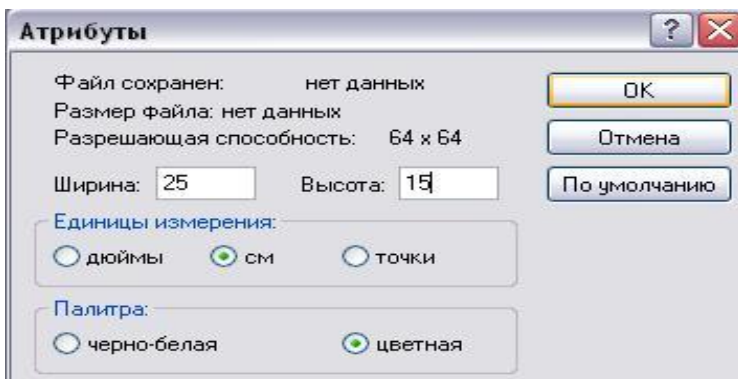 Атрибуты
Файл сохранен: нет данных
Размер файла: нет данных
Разрешающая способность: 64 x 64
Ширина: 25 Высота: 15
Единицы измерения:
дюймы см точки
Палитра:
черно-белая цветная
OK
Отмена
По умолчанию